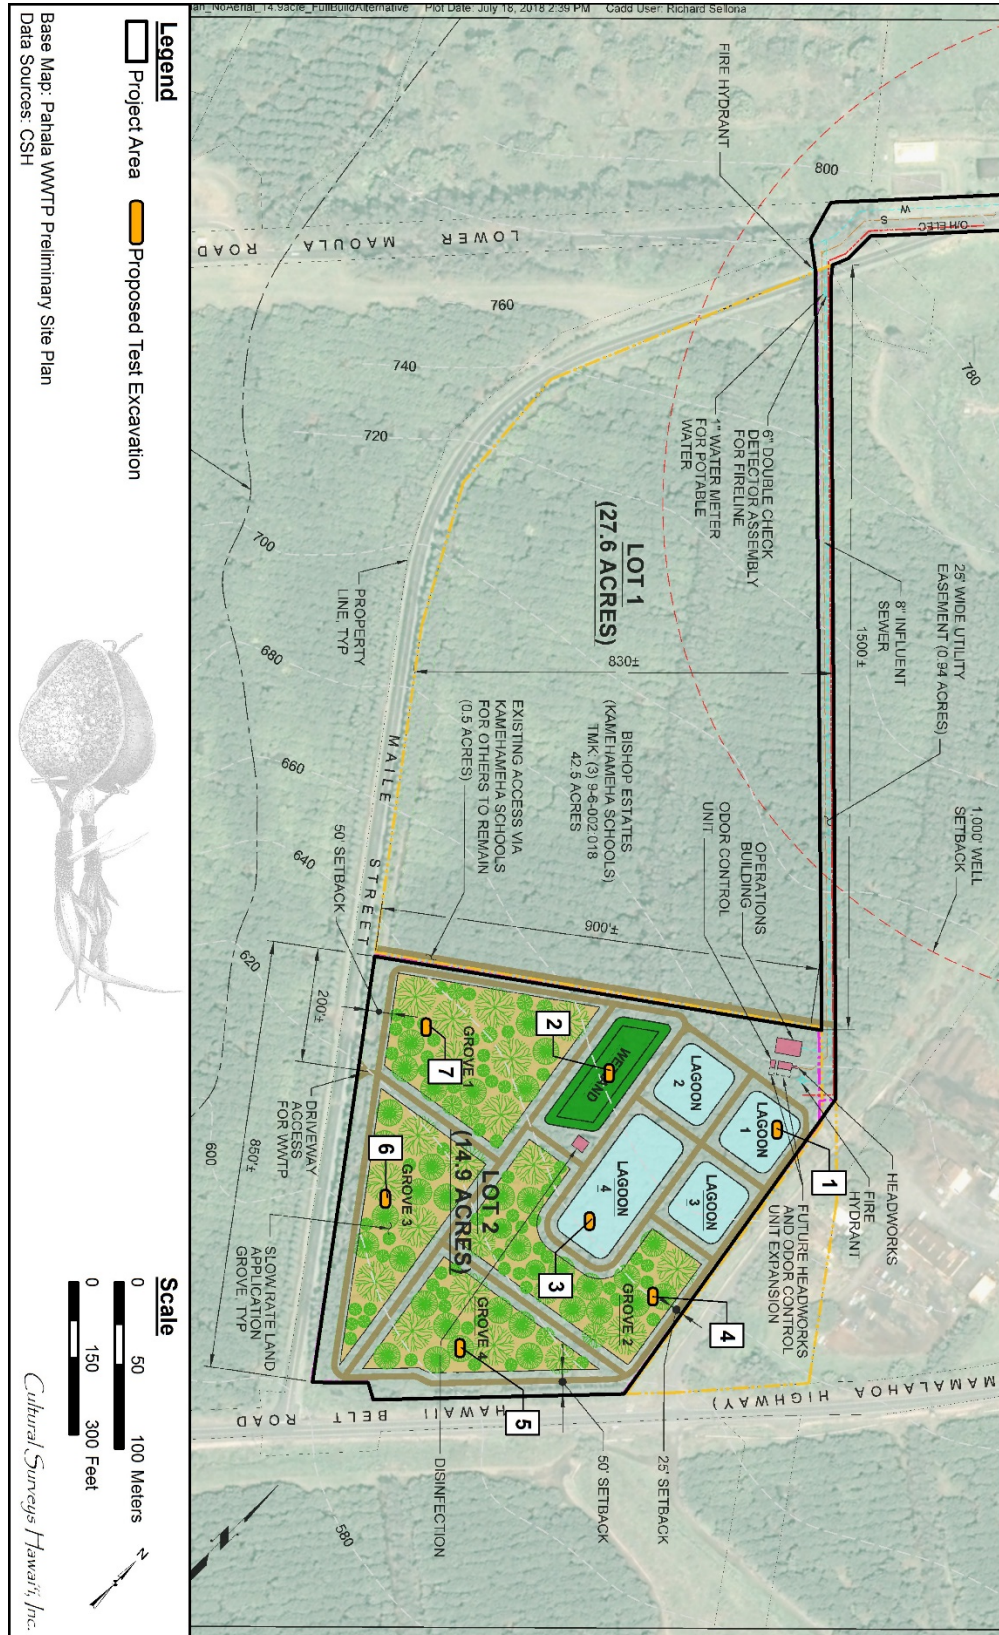 an_NoAerial_14.9acre_FullBuildAlternative Plot Date: July 18, 2018 2:39 PM Cadd User: Richard Sellona
FIRE HYDRANT
800
W
S
O/H ELEC
LOWER MAOULA ROAD
760
740
720
700
680
660
640
620
600
580
780
6" DOUBLE CHECK
DETECTOR ASSEMBLY
FOR FIRELINE
1" WATER METER
FOR POTABLE
WATER
25' WIDE UTILITY
EASEMENT (0.94 ACRES)
8" INFLUENT
SEWER
1500±
1,000' WELL
SETBACK
LOT 1
(27.6 ACRES)
830±
PROPERTY
LINE, TYP
BISHOP ESTATES
(KAMEHAMEHA SCHOOLS)
TMK: (3) 9-6-002:018
42.5 ACRES
EXISTING ACCESS VIA
KAMEHAMEHA SCHOOLS
FOR OTHERS TO REMAIN
(0.5 ACRES)
MAILE STREET
50' SETBACK
900'±
OPERATIONS
BUILDING
ODOR CONTROL
UNIT
HEADWORKS
FIRE
HYDRANT
FUTURE HEADWORKS
AND ODOR CONTROL
UNIT EXPANSION
LAGOON
1
LAGOON
2
LAGOON
3
LAGOON
4
WE AND
GROVE 1
GROVE 2
GROVE 3
GROVE 4
LOT 2
(14.9 ACRES)
1
2
3
4
5
6
7
200'±
850'±
DRIVEWAY
ACCESS
FOR WWTP
SLOW RATE LAND
APPLICATION
GROVE, TYP
DISINFECTION
50' SETBACK
25' SETBACK
HAWAII BELT ROAD
MAMALAHOA HIGHWAY)
Legend
Project Area
Proposed Test Excavation
Base Map: Pahala WWTP Preliminary Site Plan
Data Sources: CSH
Scale
0 50 100 Meters
0 150 300 Feet
N
Cultural Surveys Hawai'i, Inc.